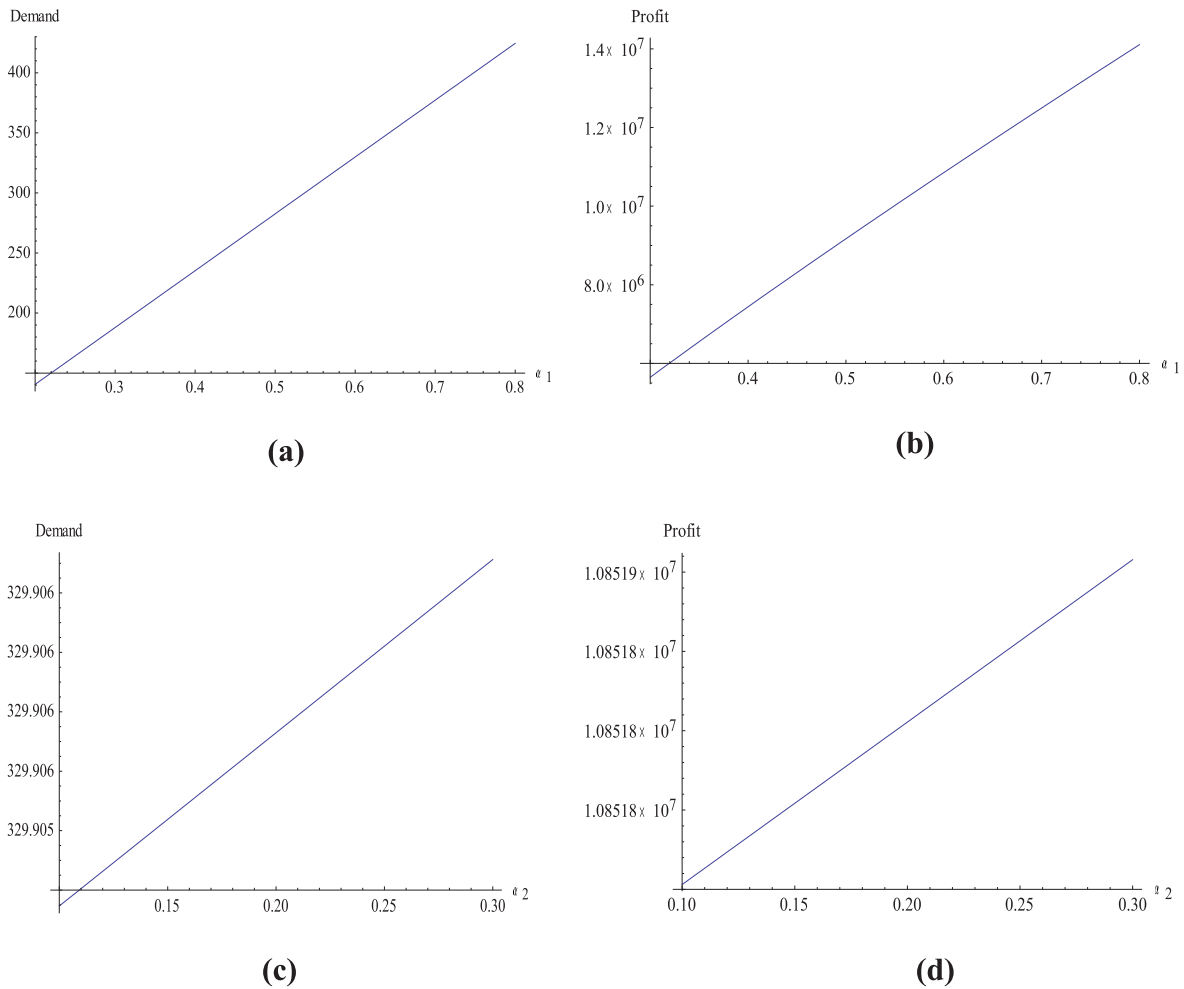 Demand
400
350
300
250
200
0.3 0.4 0.5 0.6 0.7 0.8 α 1
(a)
Profit
1.4× 10^7
1.2× 10^7
1.0× 10^7
8.0× 10^6
0.4 0.5 0.6 0.7 0.8 α 1
(b)
Demand
329.906
329.906
329.906
329.906
329.905
0.15 0.20 0.25 0.30 α 2
(c)
Profit
1.08519× 10^7
1.08518× 10^7
1.08518× 10^7
1.08518× 10^7
0.10 0.15 0.20 0.25 0.30 α 2
(d)